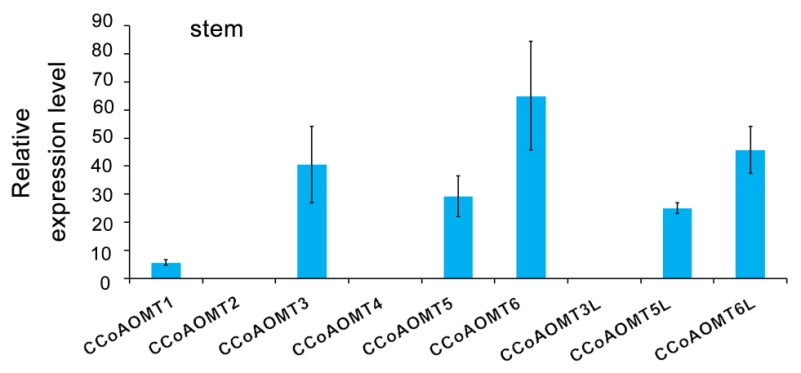 stem
Relative
expression level
90
80
70
60
50
40
30
20
10
0
CCoAOMT1
CCoAOMT2
CCoAOMT3
CCoAOMT4
CCoAOMT5
CCoAOMT6
CCoAOMT3L
CCoAOMT5L
CCoAOMT6L